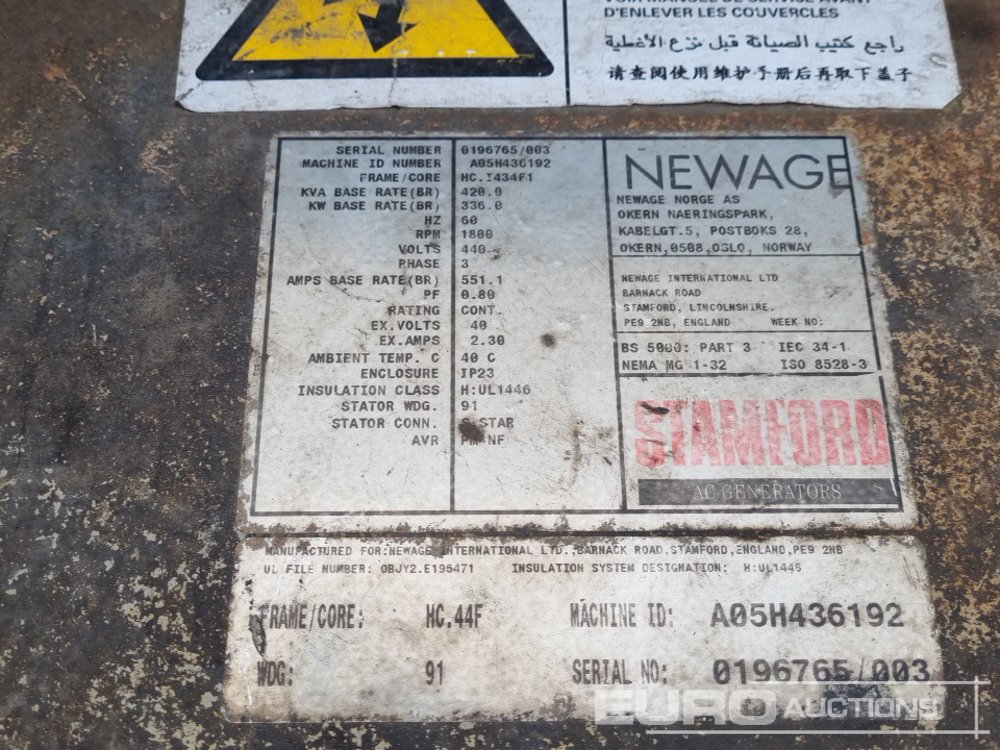 D'ENLEVER LES COUVERCLES
راجع كتيب الصيانة قبل نزع الأغطية
请查阅使用维护手册后再取下盖子
SERIAL NUMBER 0196765/003
MACHINE ID NUMBER A05H436192
FRAME/CORE HC.I434F1
KVA BASE RATE(BR) 420.0
KW BASE RATE(BR) 336.0
HZ 60
RPM 1800
VOLTS 440
PHASE 3
AMPS BASE RATE(BR) 551.1
PF 0.80
RATING CONT.
EX.VOLTS 40
EX.AMPS 2.30
AMBIENT TEMP. C 40 C
ENCLOSURE IP23
INSULATION CLASS H:UL1446
STATOR WDG. 91
STATOR CONN. STAR
AVR
NEWAGE
NEWAGE NORGE AS
OKERN NAERINGSPARK,
KABELGT.5, POSTBOKS 28,
OKERN,0508,OSLO, NORWAY
NEWAGE INTERNATIONAL LTD
BARNACK ROAD
STAMFORD, LINCOLNSHIRE.
PE9 2NB, ENGLAND WEEK NO:
BS 5000: PART 3 IEC 34-1
NEMA MG 1-32 ISO 8528-3
STAMFORD
AC GENERATORS
MANUFACTURED FOR:NEWAGE INTERNATIONAL LTD.,BARNACK ROAD,STAMFORD,ENGLAND,PE9 2NB
UL FILE NUMBER: OBJY2.E195471 INSULATION SYSTEM DESIGNATION: H:UL1446
FRAME/CORE: HC.44F MACHINE ID: A05H436192
WDG: 91 SERIAL NO: 0196765/003
EURO AUCTIONS